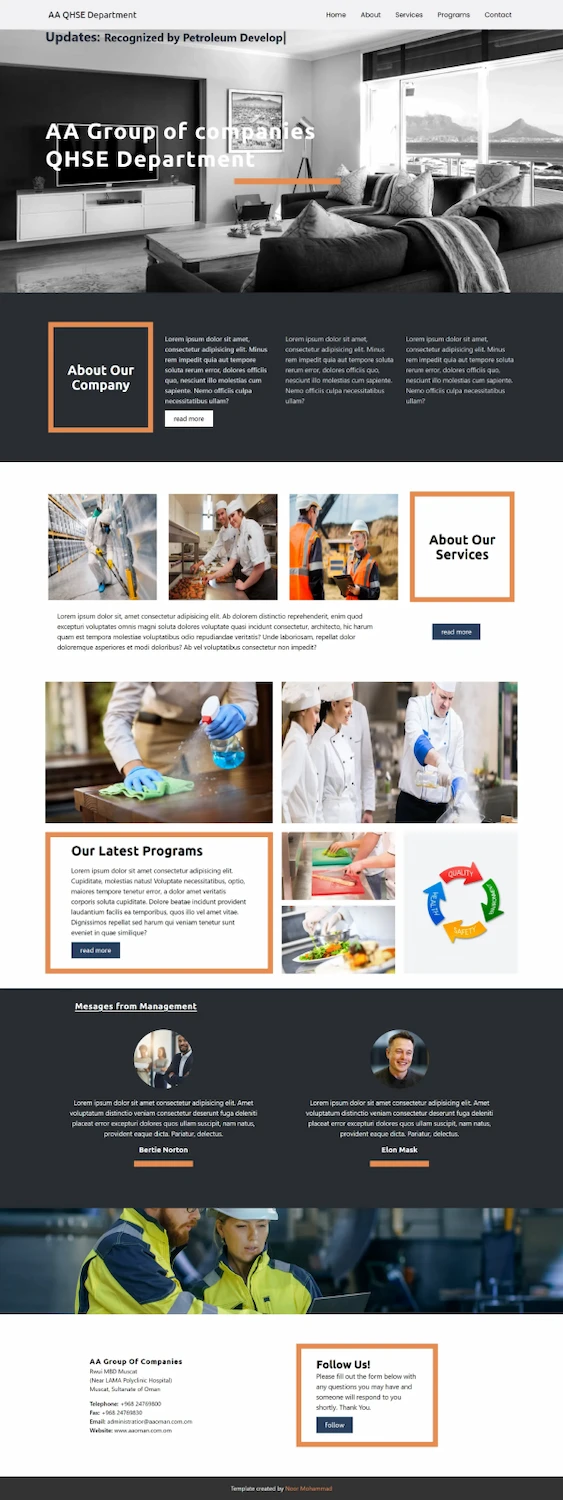 AA QHSE Department
Home About Services Programs Contact
Updates: Recognized by Petroleum Develop|
AA Group of companies
QHSE Department
About Our
Company
Lorem ipsum dolor sit amet,
consectetur adipisicing elit. Minus
rem impedit quia aut tempore
soluta rerum error, dolores officiis
quo, nesciunt illo molestias cum
sapiente. Nemo officiis culpa
necessitatibus ullam?
read more
Lorem ipsum dolor sit amet,
consectetur adipisicing elit. Minus
rem impedit quia aut tempore
soluta rerum error, dolores officiis
quo, nesciunt illo molestias cum
sapiente. Nemo officiis culpa
necessitatibus ullam?
Lorem ipsum dolor sit amet,
consectetur adipisicing elit. Minus
rem impedit quia aut tempore
soluta rerum error, dolores officiis
quo, nesciunt illo molestias cum
sapiente. Nemo officiis culpa
necessitatibus ullam?
About Our
Services
Lorem ipsum dolor sit, amet consectetur adipisicing elit. Ab dolorem distinctio reprehenderit, enim quod
excepturi voluptates omnis magni soluta dolores voluptate quasi incidunt consectetur, architecto, hic harum
quam est tempora molestiae voluptatibus odio repudiandae veritatis? Unde laboriosam, repellat dolor
doloremque asperiores et modi doloribus? Ab vel voluptatibus consectetur non impedit?
read more
Our Latest Programs
Lorem ipsum dolor sit amet consectetur adipisicing elit.
Cupiditate, molestias natus! Voluptate necessitatibus, optio,
maiores tempore tenetur error, a dolor amet veritatis
corporis soluta cupiditate. Dolore beatae incidunt provident
laudantium facilis ea temporibus, quos illo vel amet vitae.
Dignissimos repellat sed harum qui veniam tenetur sunt
eveniet in quae similique?
read more
QUALITY
ENVIRONMENT
SAFETY
HEALTH
Mesages from Management
Lorem ipsum dolor sit amet consectetur adipisicing elit. Amet
voluptatum distinctio veniam consectetur deserunt fuga deleniti
placeat error dolores quo ullam suscipit, nam natus,
provident eaque dicta. Pariatur, delectus.
Bertie Norton
Lorem ipsum dolor sit amet consectetur adipisicing elit. Amet
voluptatum distinctio veniam consectetur deserunt fuga deleniti
placeat error dolores quo ullam suscipit, nam natus,
provident eaque dicta. Pariatur, delectus.
Elon Mask
AA Group Of Companies
Rwui MBD Muscat
(Near LAMA Polyclinic Hospital)
Muscat, Sultanate of Oman
Telephone: +968 24769800
Fax: +968 24769830
Email: administratior@aaoman.com.om
Website: www.aaoman.com.om
Follow Us!
Please fill out the form below with
any questions you may have and
someone will respond to you
shortly. Thank You.
Follow
Template created by Noor Mohammad